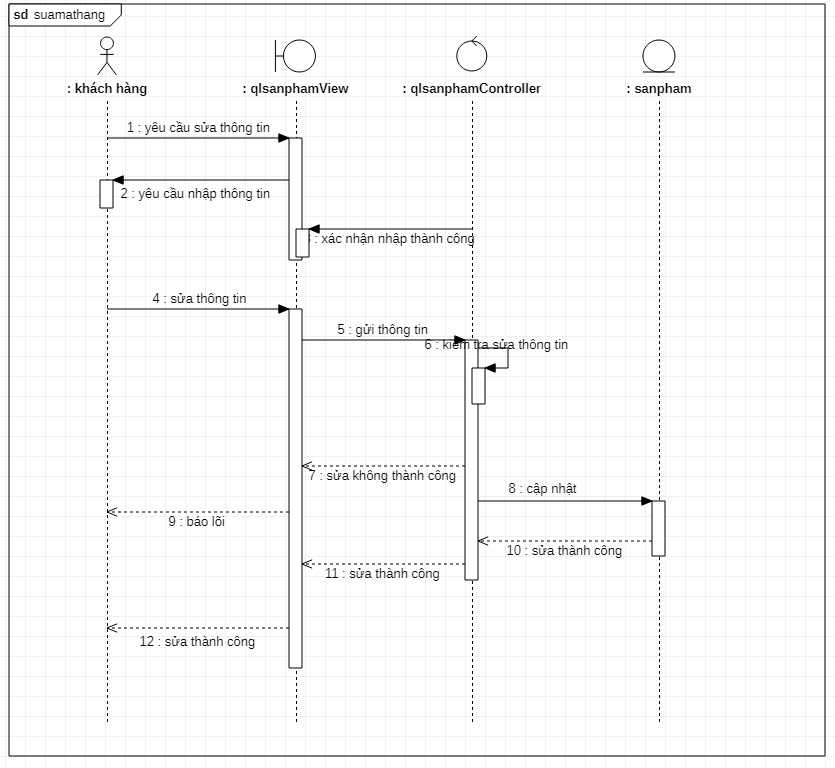 sd suamathang
: khách hàng
: qlsanphamView
: qlsanphamController
: sanpham
1 : yêu cầu sửa thông tin
2 : yêu cầu nhập thông tin
: xác nhận nhập thành công
4 : sửa thông tin
5 : gửi thông tin
6 : kiểm tra sửa thông tin
7 : sửa không thành công
8 : cập nhật
9 : báo lỗi
10 : sửa thành công
11 : sửa thành công
12 : sửa thành công